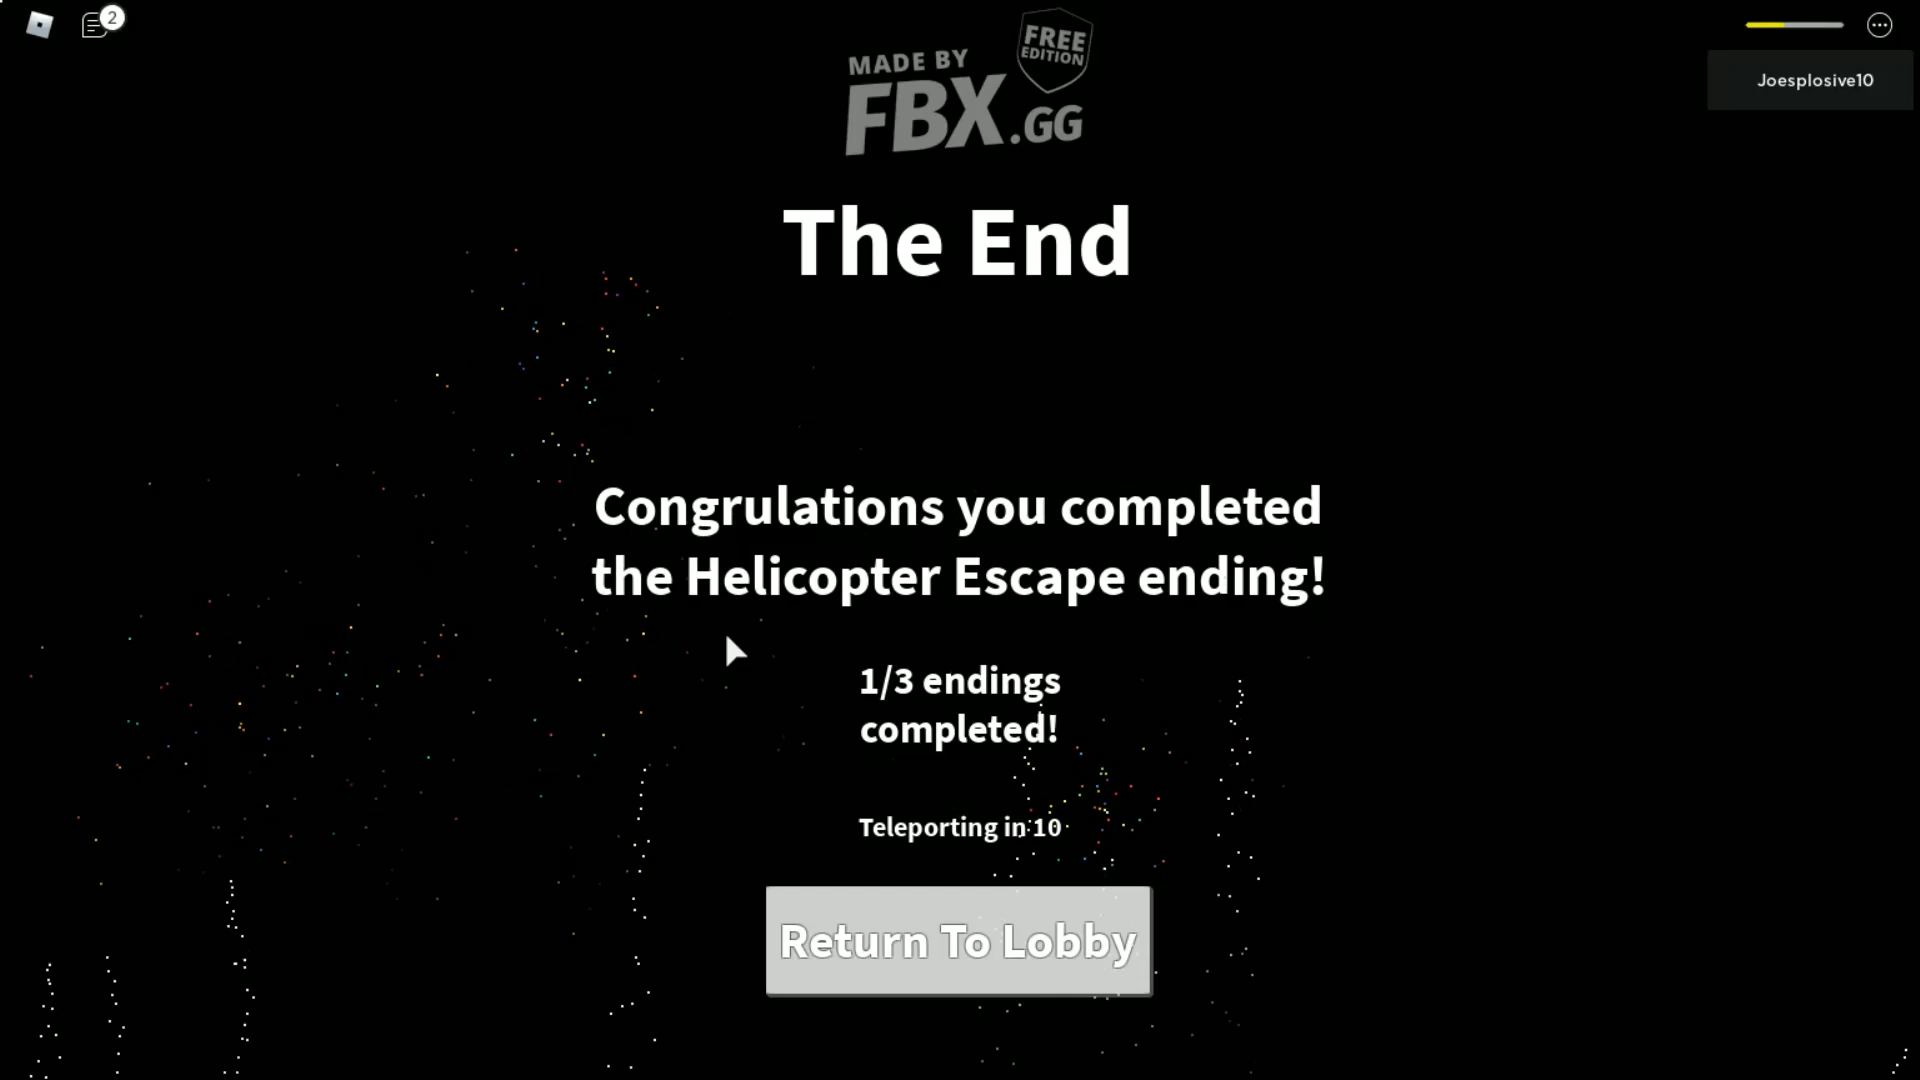 2
MADE BY
FREE
EDITION
FBX.GG
Joesplosive10
The End
Congrulations you completed
the Helicopter Escape ending!
1/3 endings
completed!
Teleporting in 10
Return To Lobby